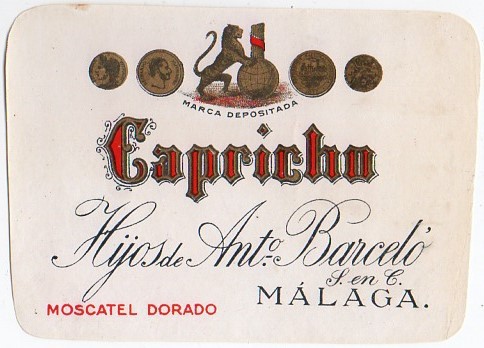 MARCA DEPOSITADA
Capricho
Hijos de Antº. Barceló
S. en C.
MÁLAGA.
MOSCATEL DORADO